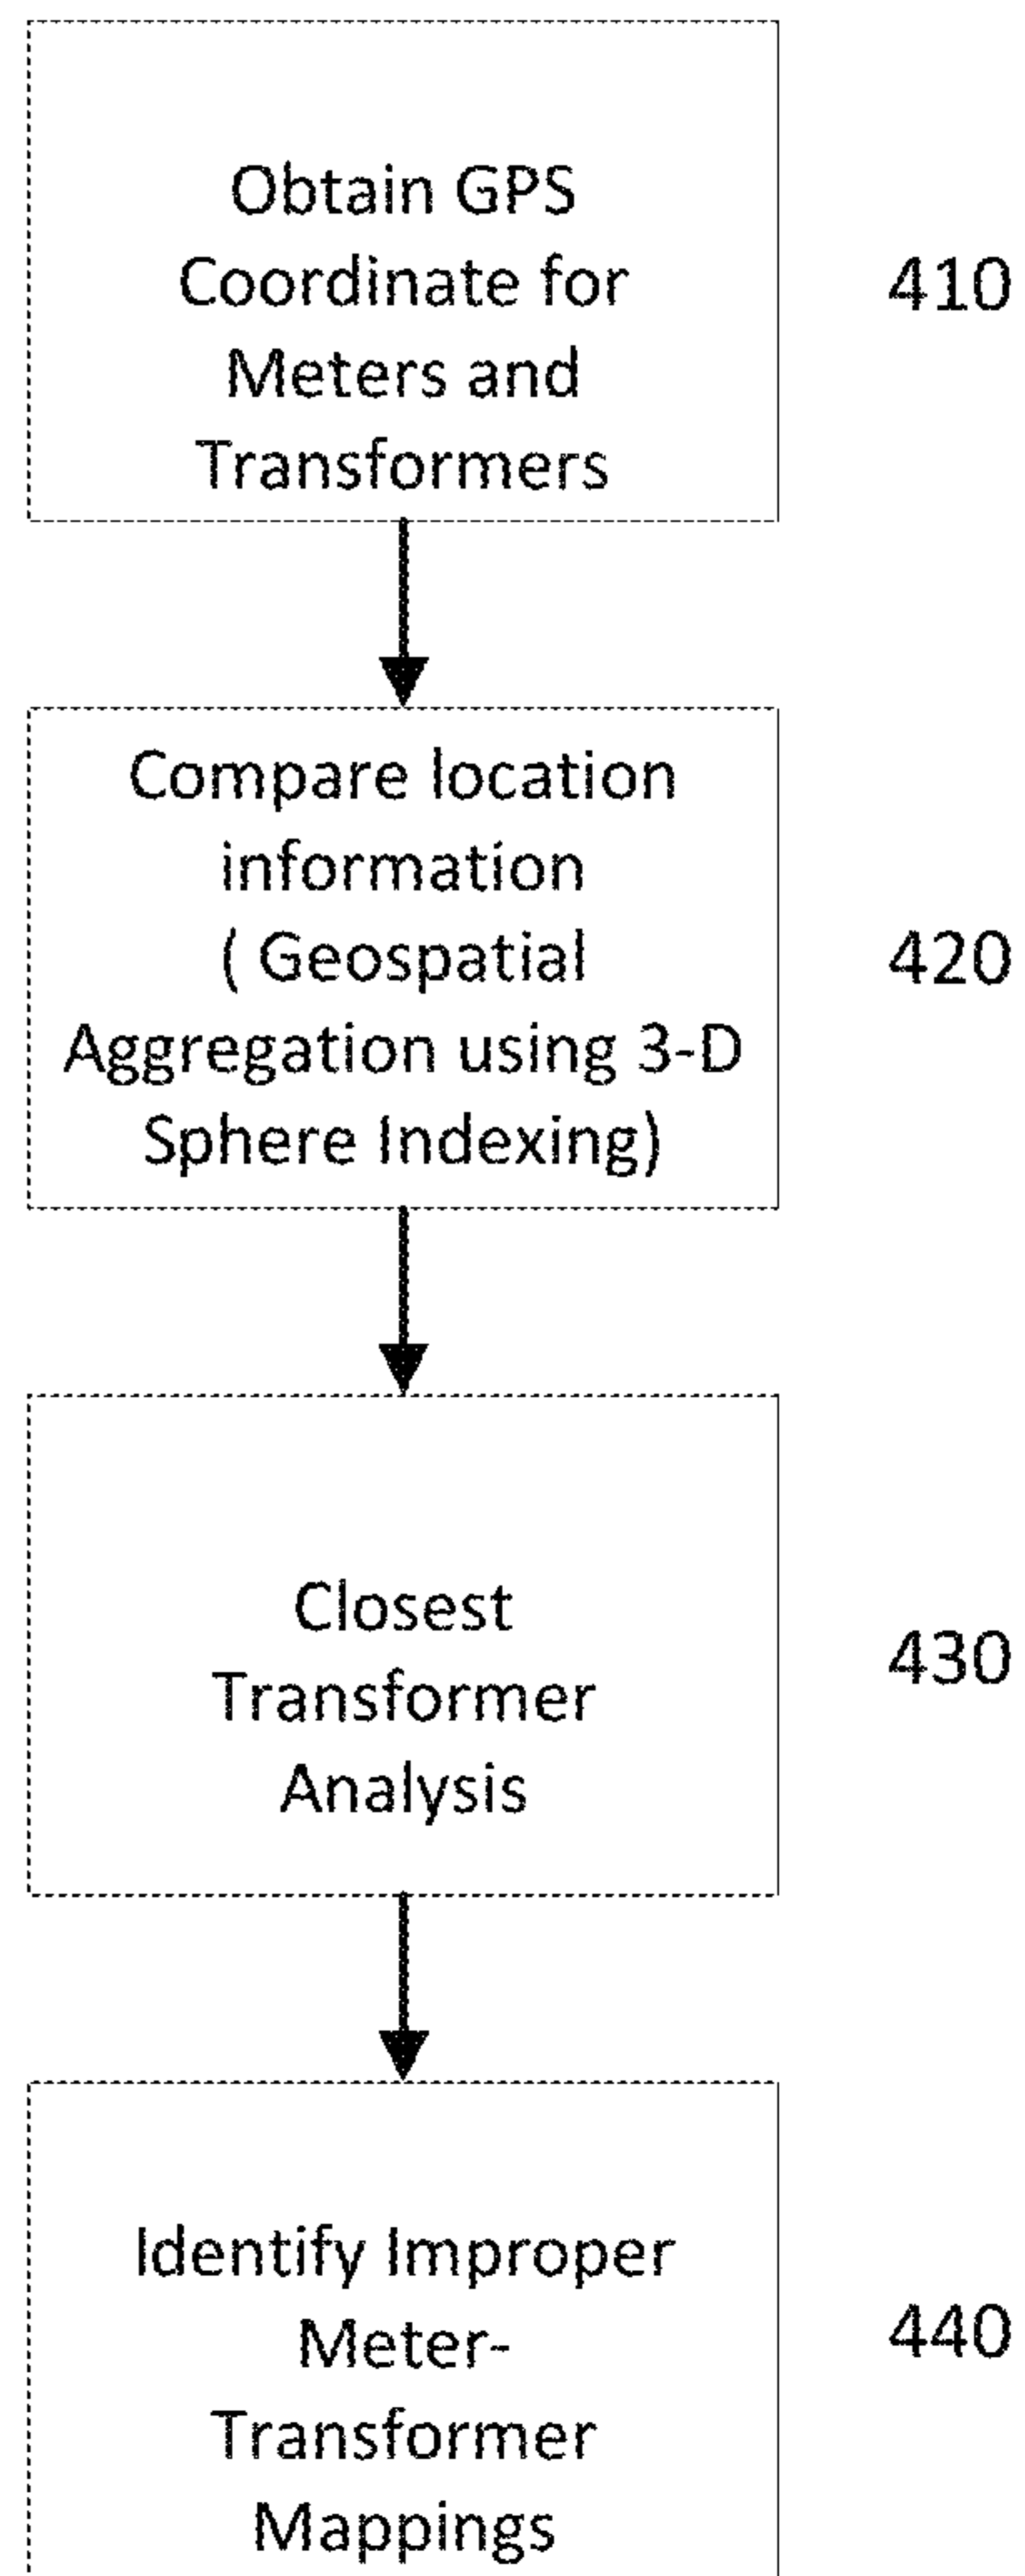 Obtain GPS
Coordinate for
Meters and
Transformers
410
Compare location
information
( Geospatial
Aggregation using 3-D
Sphere Indexing)
420
Closest
Transformer
Analysis
430
Identify Improper
Meter-
Transformer
Mappings
440